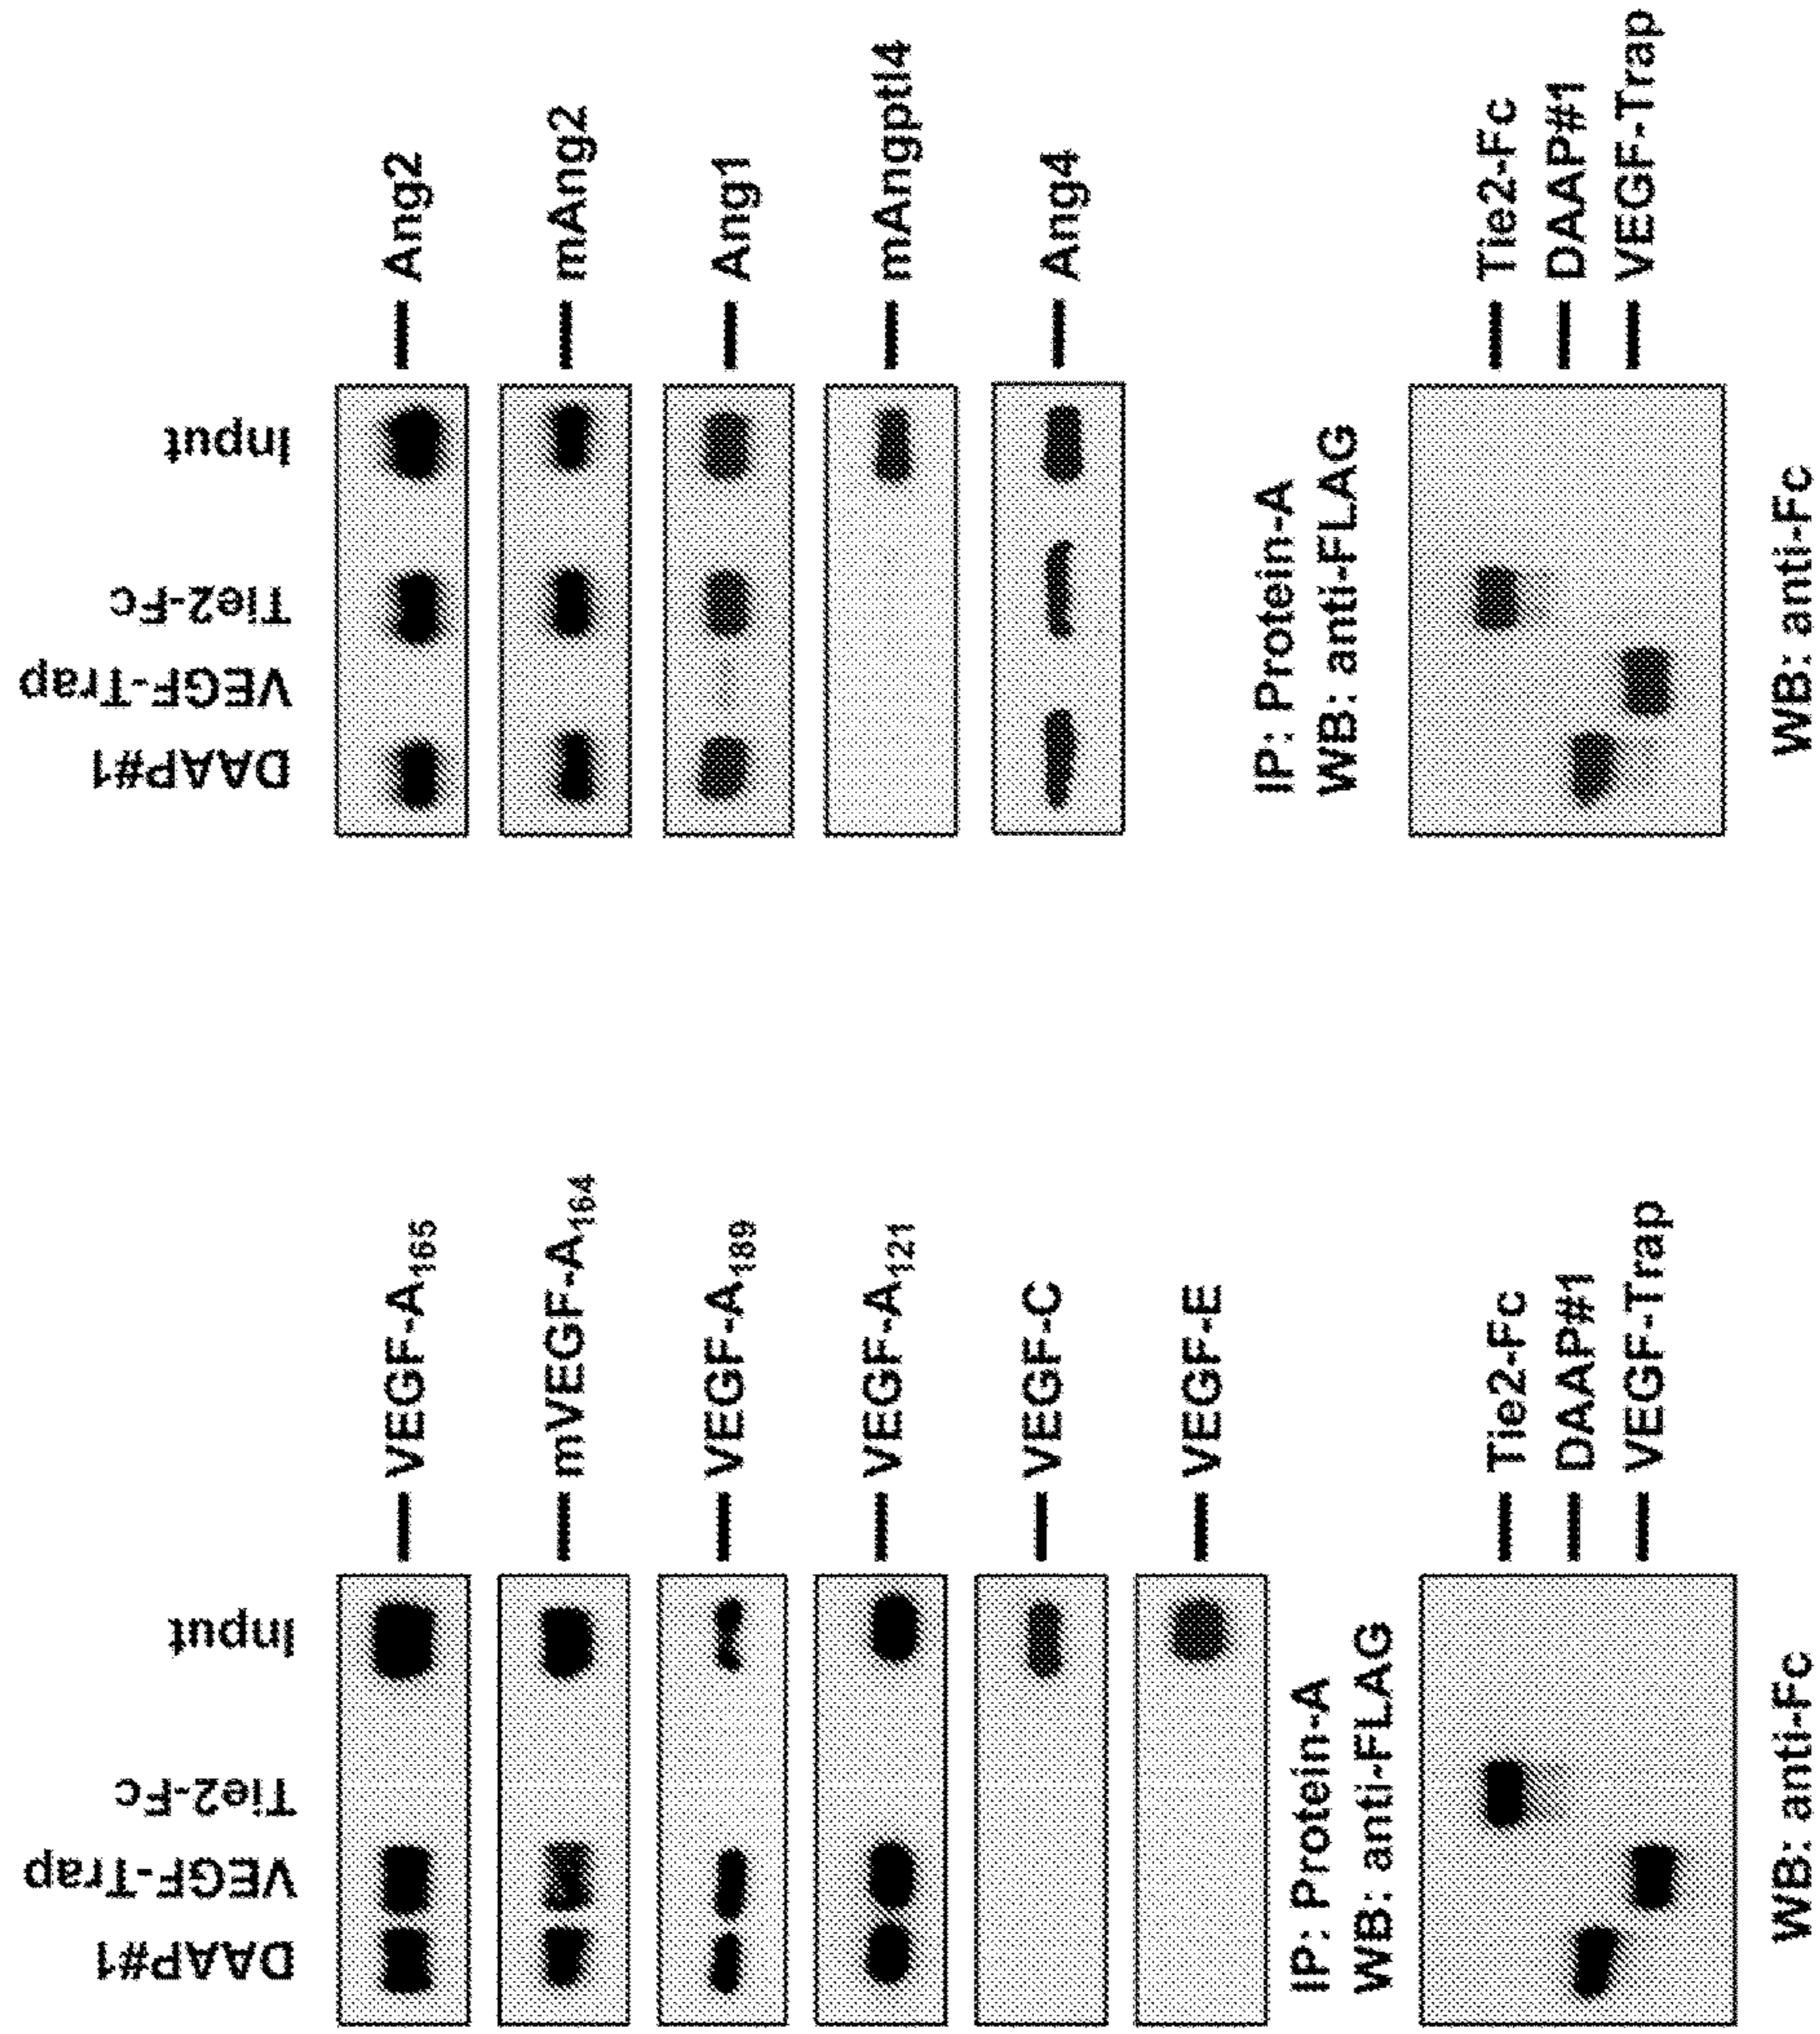 DAAP#1
VEGF-Trap
Tie2-Fc
Input
VEGF-A165
mVEGF-A164
VEGF-A189
VEGF-A121
VEGF-C
VEGF-E
IP: Protein-A
WB: anti-FLAG
Tie2-Fc
DAAP#1
VEGF-Trap
WB: anti-Fc
DAAP#1
VEGF-Trap
Tie2-Fc
Input
Ang2
mAng2
Ang1
mAngptl4
Ang4
IP: Protein-A
WB: anti-FLAG
Tie2-Fc
DAAP#1
VEGF-Trap
WB: anti-Fc